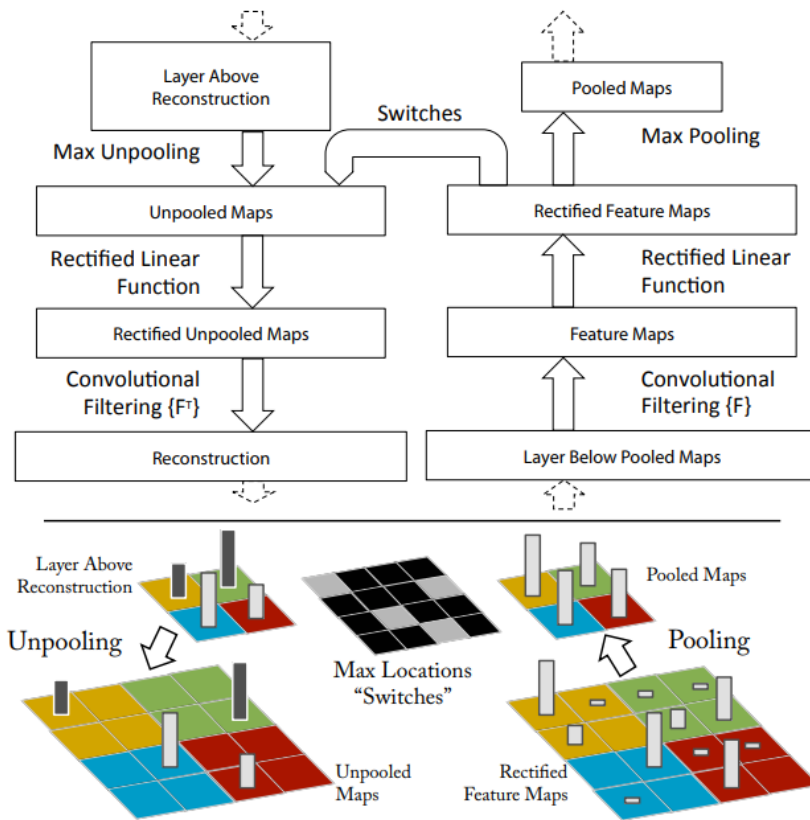 Layer Above
Reconstruction
Pooled Maps
Switches
Max Unpooling
Max Pooling
Unpooled Maps
Rectified Feature Maps
Rectified Linear
Function
Rectified Linear
Function
Rectified Unpooled Maps
Feature Maps
Convolutional
Filtering {Fᵀ}
Convolutional
Filtering {F}
Reconstruction
Layer Below Pooled Maps
Layer Above
Reconstruction
Pooled Maps
Unpooling
Pooling
Max Locations
“Switches”
Unpooled
Maps
Rectified
Feature Maps